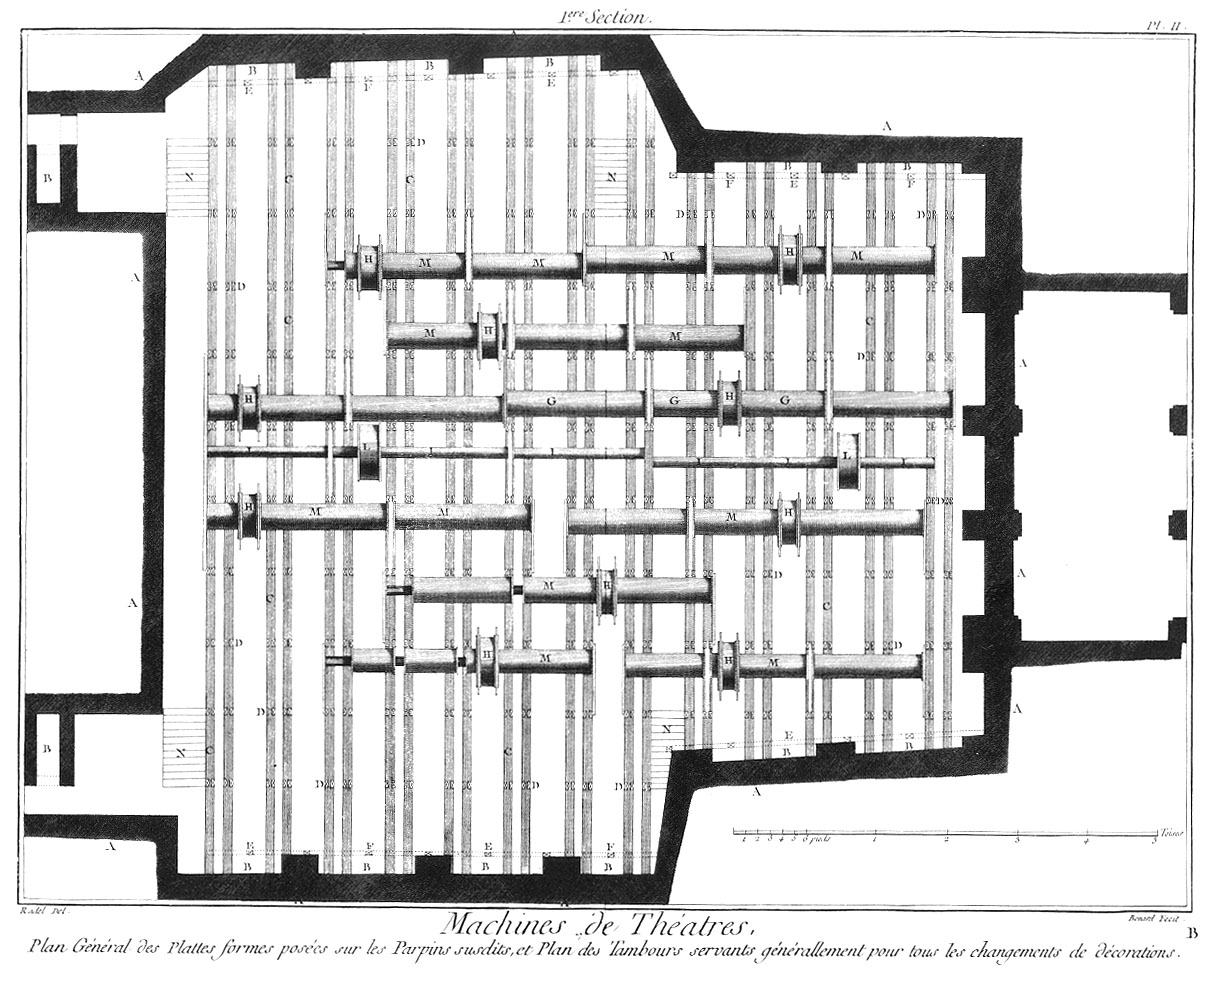 1.ere Section.
Pl. II.
A B B B
E F E A
D B B
B N C C N F E F
D D
A H M M M H M
D
C C
M H M D A
H G G H G
L L
H M M M H D
D A
A C M H C
D H M H M D
D A
B N C C N E
D D D B B
A
E F E F
A B B B B
1 2 3 4 5 6 pieds 1 2 3 4 5 Toises
Radel Del. Benard Fecit.
Machines de Théatres.
B
Plan Général des Plattes formes posées sur les Parpins susdits, et Plan des Tambours servants générallement pour tous les changements de décorations.